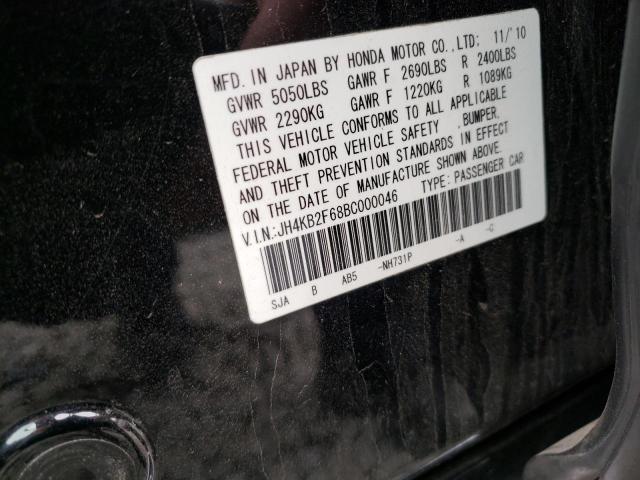 MFD. IN JAPAN BY HONDA MOTOR CO.,LTD: 11/'10
GVWR 5050LBS GAWR F 2690LBS R 2400LBS
GVWR 2290KG GAWR F 1220KG R 1089KG
THIS VEHICLE CONFORMS TO ALL APPLICABLE
FEDERAL MOTOR VEHICLE SAFETY ,BUMPER,
AND THEFT PREVENTION STANDARDS IN EFFECT
ON THE DATE OF MANUFACTURE SHOWN ABOVE.
V.I.N.:JH4KB2F68BC000046 TYPE: PASSENGER CAR
SJA B AB5 -NH731P -A -C